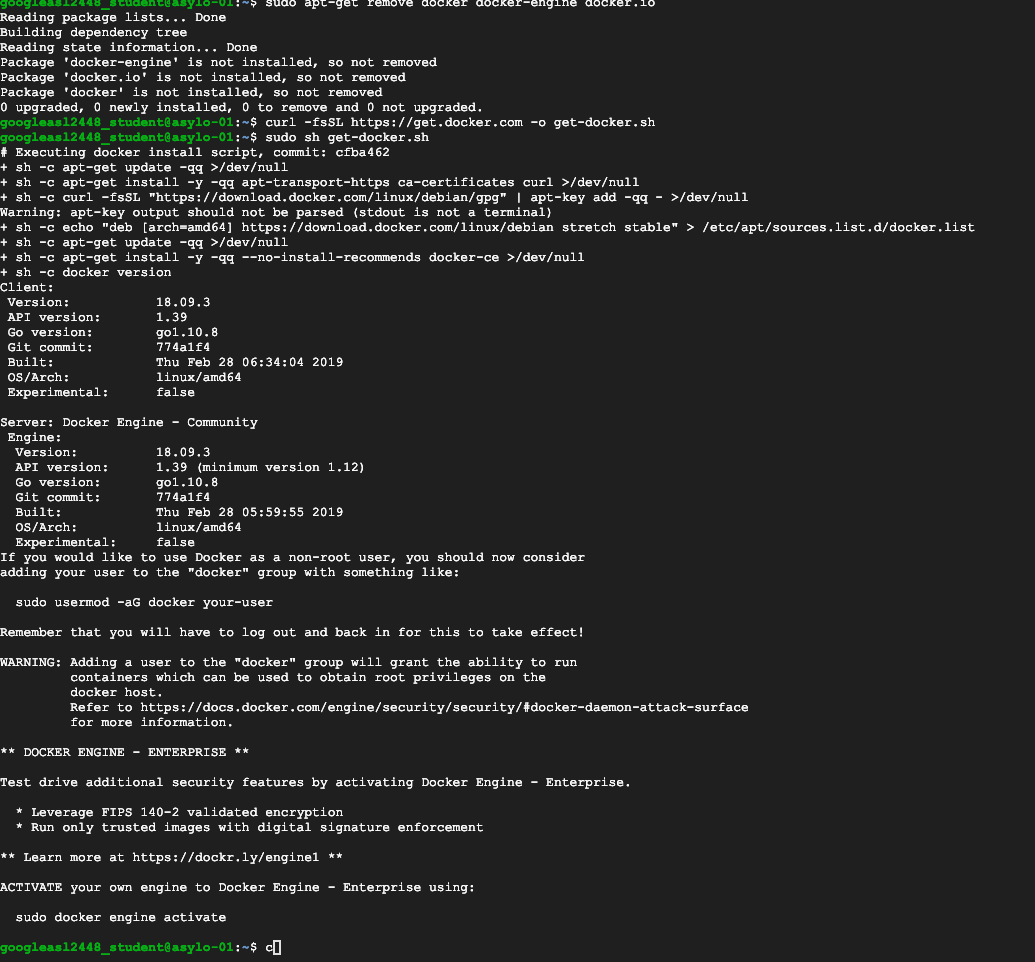 googleasl2448_student@asylo-01:~$ sudo apt-get remove docker docker-engine docker.io
Reading package lists... Done
Building dependency tree
Reading state information... Done
Package 'docker-engine' is not installed, so not removed
Package 'docker.io' is not installed, so not removed
Package 'docker' is not installed, so not removed
0 upgraded, 0 newly installed, 0 to remove and 0 not upgraded.
googleasl2448_student@asylo-01:~$ curl -fsSL https://get.docker.com -o get-docker.sh
googleasl2448_student@asylo-01:~$ sudo sh get-docker.sh
# Executing docker install script, commit: cfba462
+ sh -c apt-get update -qq >/dev/null
+ sh -c apt-get install -y -qq apt-transport-https ca-certificates curl >/dev/null
+ sh -c curl -fsSL "https://download.docker.com/linux/debian/gpg" | apt-key add -qq - >/dev/null
Warning: apt-key output should not be parsed (stdout is not a terminal)
+ sh -c echo "deb [arch=amd64] https://download.docker.com/linux/debian stretch stable" > /etc/apt/sources.list.d/docker.list
+ sh -c apt-get update -qq >/dev/null
+ sh -c apt-get install -y -qq --no-install-recommends docker-ce >/dev/null
+ sh -c docker version
Client:
 Version:           18.09.3
 API version:       1.39
 Go version:        go1.10.8
 Git commit:        774a1f4
 Built:             Thu Feb 28 06:34:04 2019
 OS/Arch:           linux/amd64
 Experimental:      false
Server: Docker Engine - Community
 Engine:
  Version:          18.09.3
  API version:      1.39 (minimum version 1.12)
  Go version:       go1.10.8
  Git commit:       774a1f4
  Built:            Thu Feb 28 05:59:55 2019
  OS/Arch:          linux/amd64
  Experimental:     false
If you would like to use Docker as a non-root user, you should now consider
adding your user to the "docker" group with something like:
  sudo usermod -aG docker your-user
Remember that you will have to log out and back in for this to take effect!
WARNING: Adding a user to the "docker" group will grant the ability to run
         containers which can be used to obtain root privileges on the
         docker host.
         Refer to https://docs.docker.com/engine/security/security/#docker-daemon-attack-surface
         for more information.
** DOCKER ENGINE - ENTERPRISE **
Test drive additional security features by activating Docker Engine - Enterprise.
  * Leverage FIPS 140-2 validated encryption
  * Run only trusted images with digital signature enforcement
** Learn more at https://dockr.ly/engine1 **
ACTIVATE your own engine to Docker Engine - Enterprise using:
  sudo docker engine activate
googleasl2448_student@asylo-01:~$ c